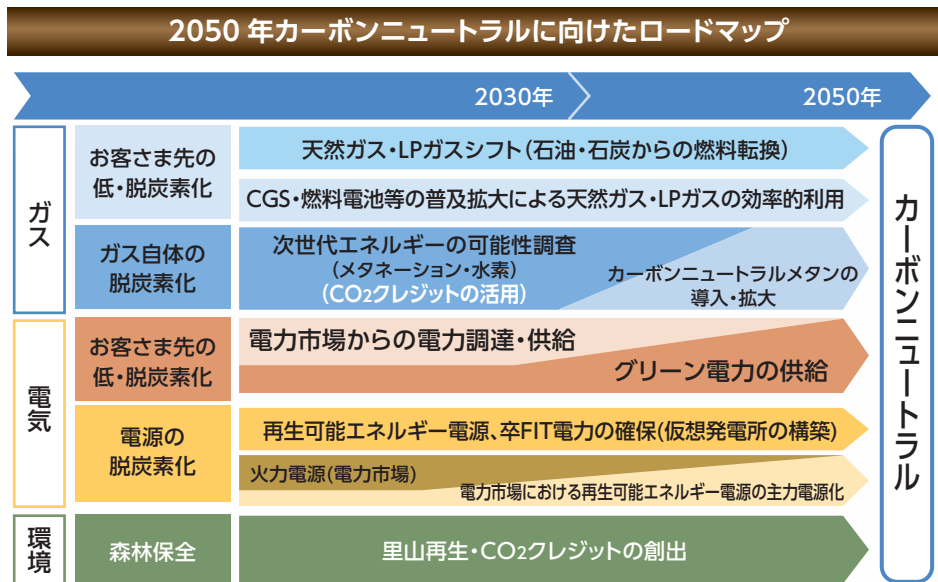 2050年カーボンニュートラルに向けたロードマップ
2030年
2050年
ガス
お客さま先の
低・脱炭素化
天然ガス・LPガスシフト(石油・石炭からの燃料転換)
CGS・燃料電池等の普及拡大による天然ガス・LPガスの効率的利用
ガス自体の
脱炭素化
次世代エネルギーの可能性調査
(メタネーション・水素)
(CO2クレジットの活用)
カーボンニュートラルメタンの
導入・拡大
電気
お客さま先の
低・脱炭素化
電力市場からの電力調達・供給
グリーン電力の供給
電源の
脱炭素化
再生可能エネルギー電源、卒FIT電力の確保(仮想発電所の構築)
火力電源(電力市場)
電力市場における再生可能エネルギー電源の主力電源化
環境
森林保全
里山再生・CO2クレジットの創出
カーボンニュートラル